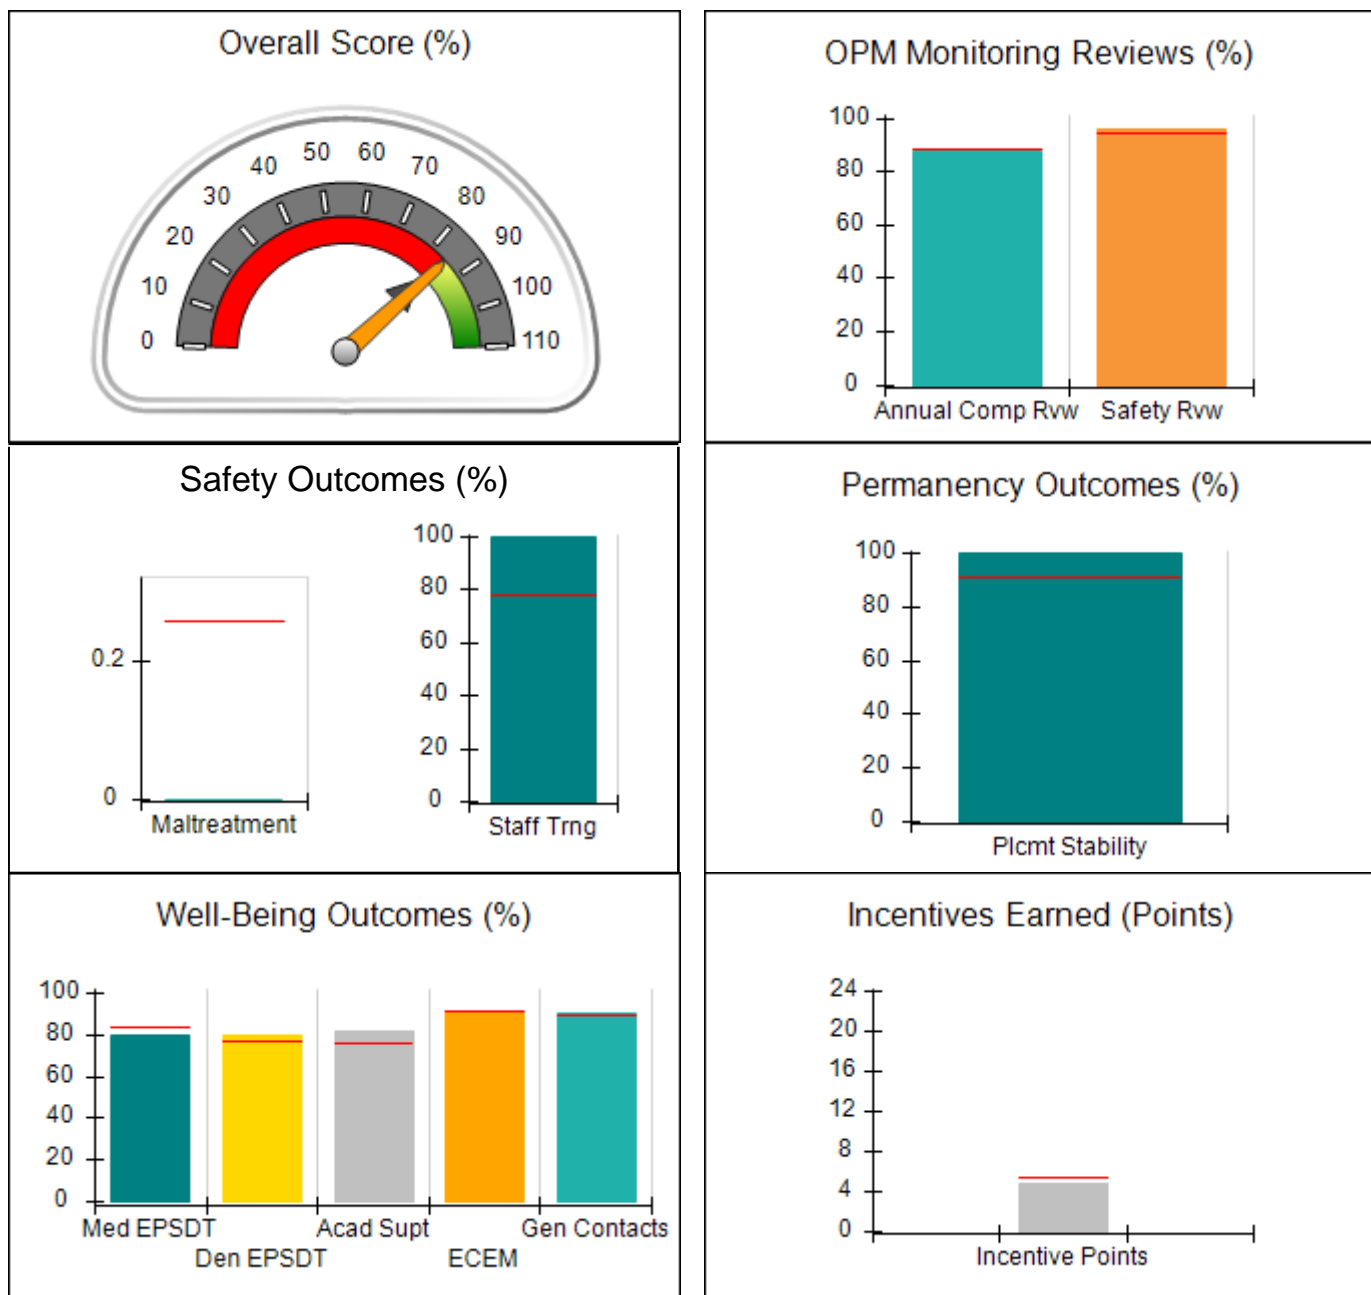 Overall Score (%)
0 10 20 30 40 50 60 70 80 90 100 110
OPM Monitoring Reviews (%)
100
80
60
40
20
0
Annual Comp Rvw Safety Rvw
Safety Outcomes (%)
0.2
0
Maltreatment
100
80
60
40
20
0
Staff Trng
Permanency Outcomes (%)
100
80
60
40
20
0
Plcmt Stability
Well-Being Outcomes (%)
100
80
60
40
20
0
Med EPSDT Acad Supt Gen Contacts
Den EPSDT ECEM
Incentives Earned (Points)
24
20
16
12
8
4
0
Incentive Points